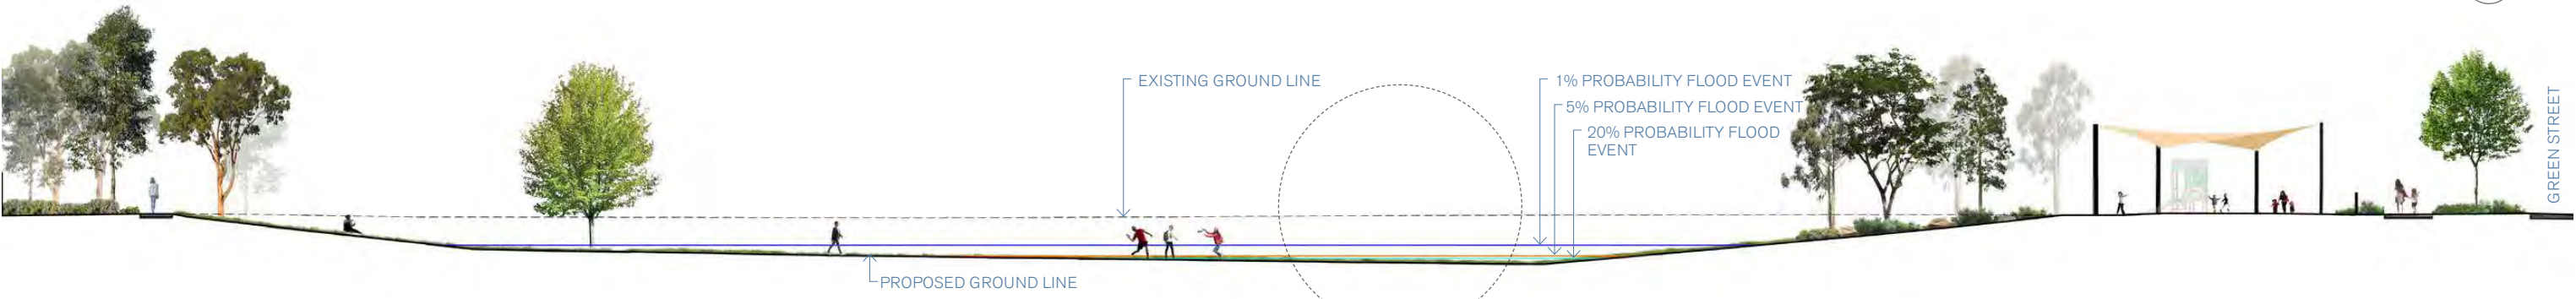 EXISTING GROUND LINE
1% PROBABILITY FLOOD EVENT
5% PROBABILITY FLOOD EVENT
20% PROBABILITY FLOOD
EVENT
GREEN STREET
PROPOSED GROUND LINE